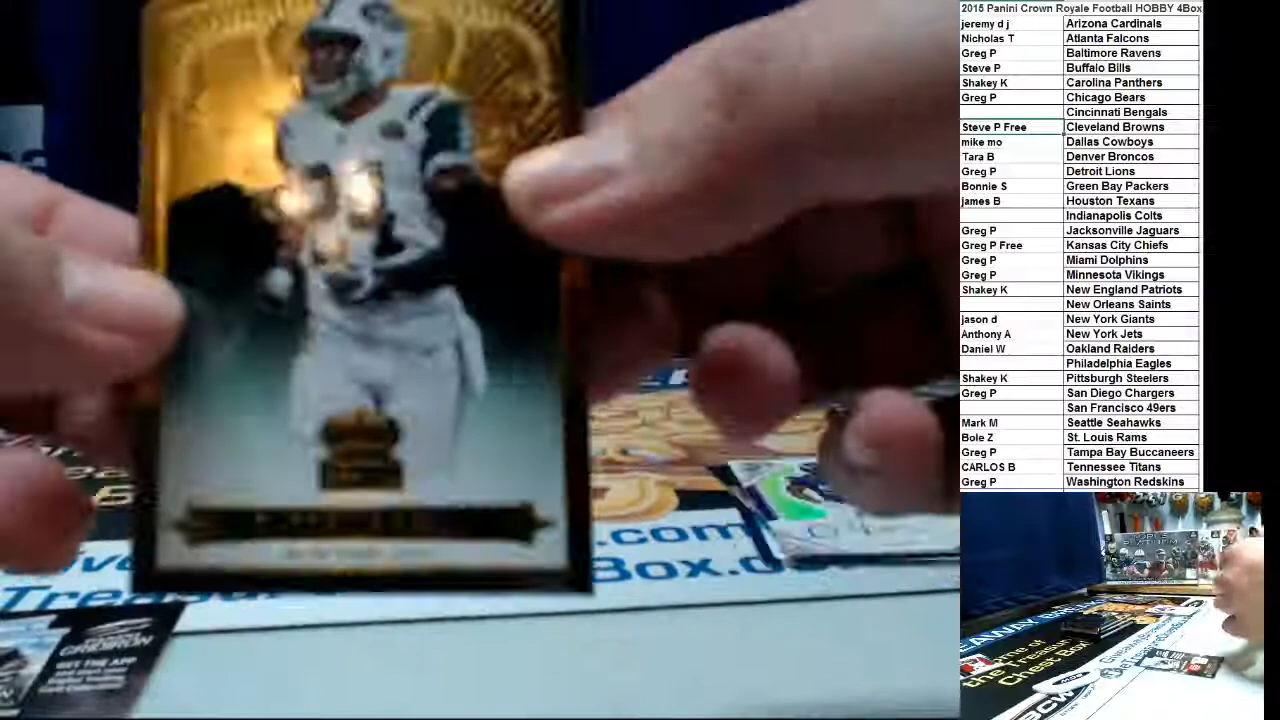 2015 Panini Crown Royale Football HOBBY 4Box
jeremy d j Arizona Cardinals
Nicholas T Atlanta Falcons
Greg P Baltimore Ravens
Steve P Buffalo Bills
Shakey K Carolina Panthers
Greg P Chicago Bears
Cincinnati Bengals
Steve P Free Cleveland Browns
mike mo Dallas Cowboys
Tara B Denver Broncos
Greg P Detroit Lions
Bonnie S Green Bay Packers
james B Houston Texans
Indianapolis Colts
Greg P Jacksonville Jaguars
Greg P Free Kansas City Chiefs
Greg P Miami Dolphins
Greg P Minnesota Vikings
Shakey K New England Patriots
New Orleans Saints
jason d New York Giants
Anthony A New York Jets
Daniel W Oakland Raiders
Philadelphia Eagles
Shakey K Pittsburgh Steelers
Greg P San Diego Chargers
San Francisco 49ers
Mark M Seattle Seahawks
Bole Z St. Louis Rams
Greg P Tampa Bay Buccaneers
CARLOS B Tennessee Titans
Greg P Washington Redskins
.com
Box.
GRIDIRON
GET THE APP
the Treasure
Chest Box!